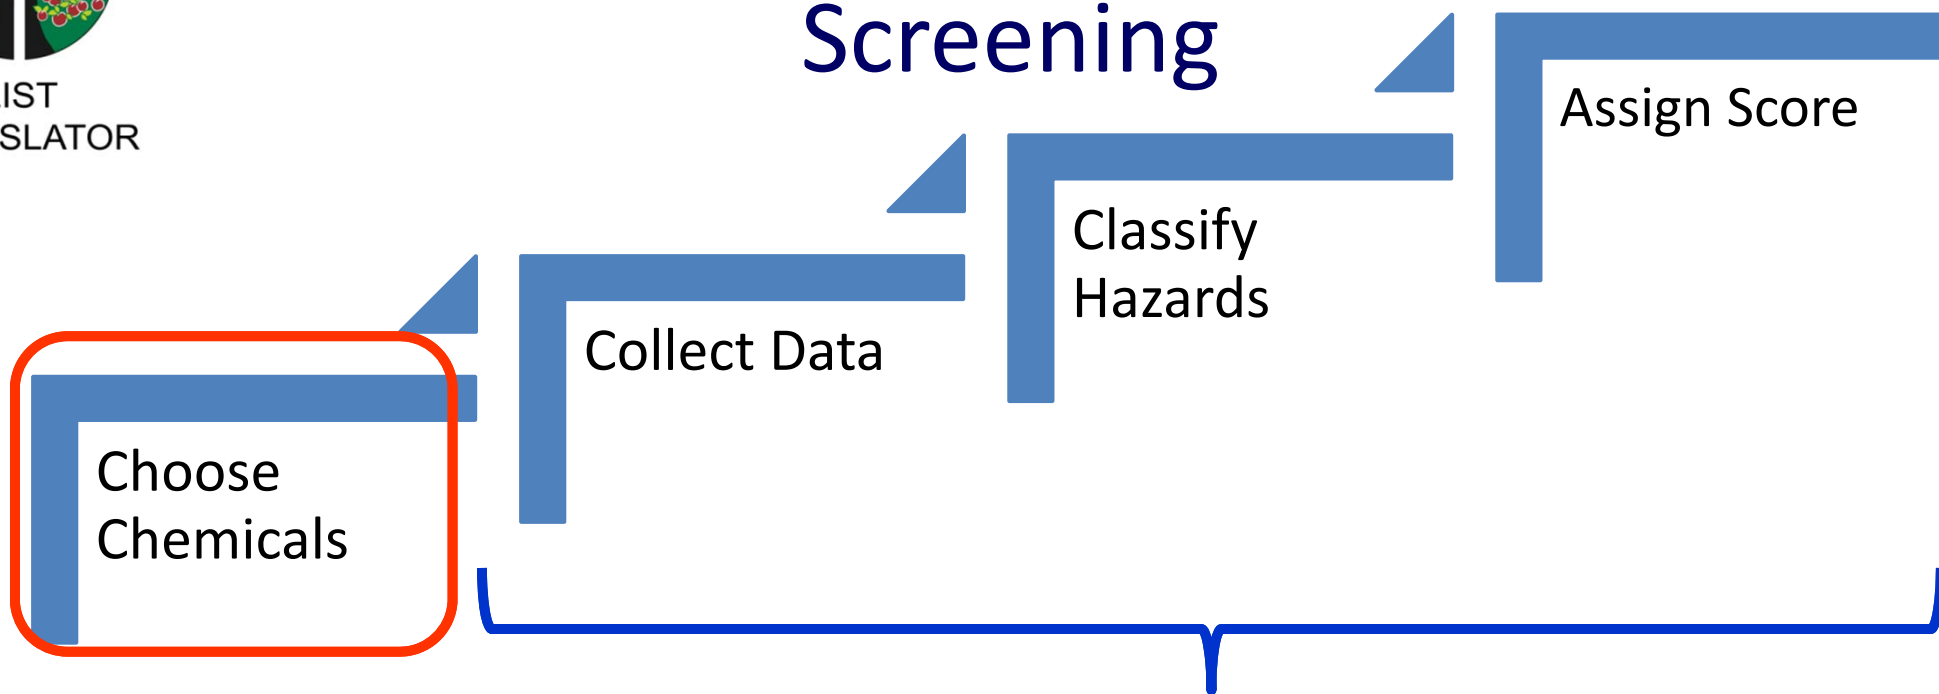 Screening
IST
SLATOR
Assign Score
Classify
Hazards
Collect Data
Choose
Chemicals